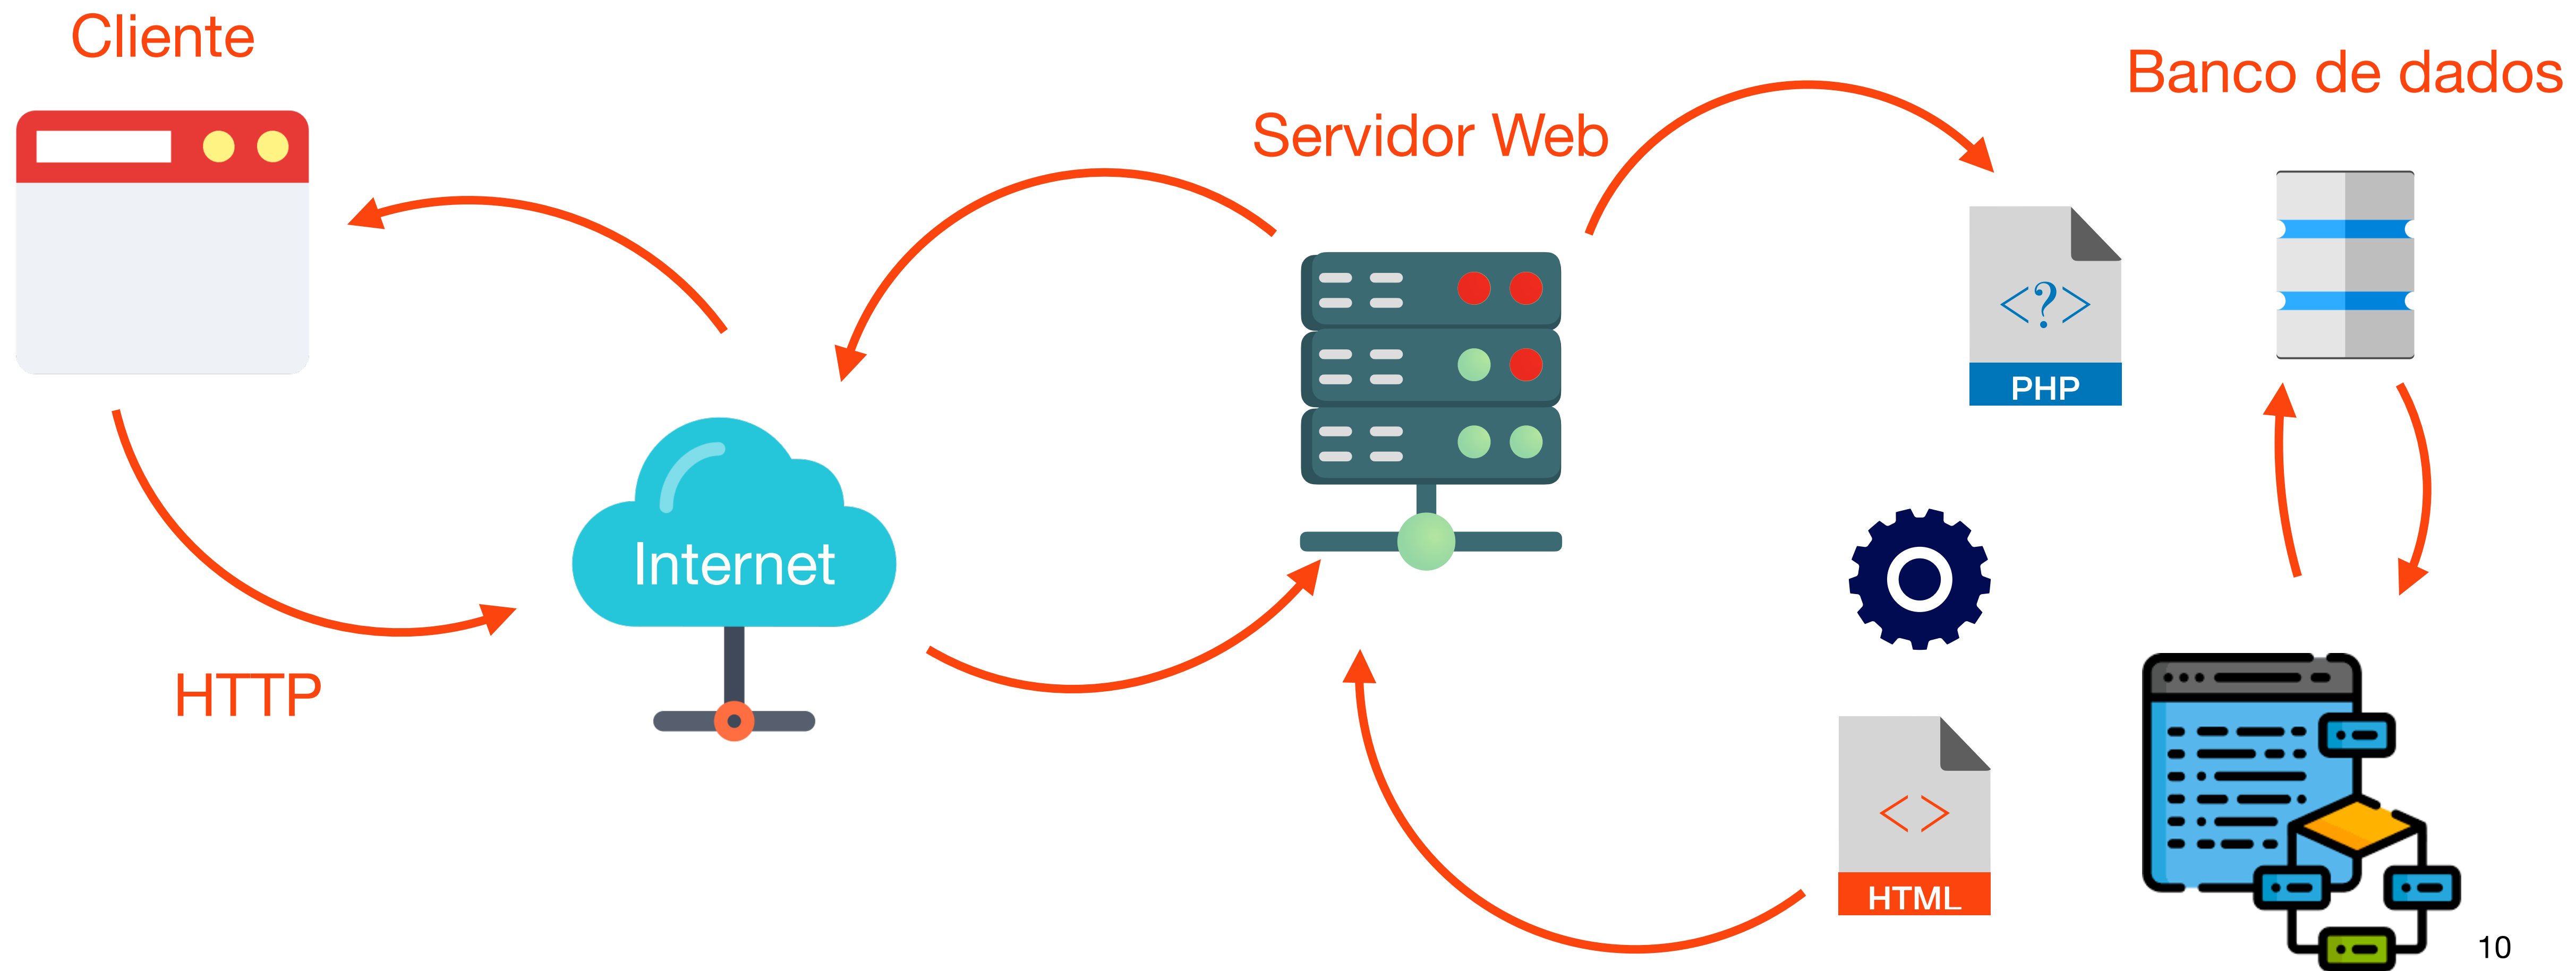 Cliente
Banco de dados
Servidor Web
<?>
PHP
Internet
HTTP
<>
HTML
10